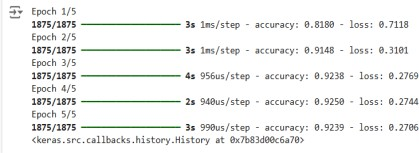 Epoch 1/5
1875/1875 ━━━━━━━━━━━━━━━━━━━━ 3s 1ms/step - accuracy: 0.8180 - loss: 0.7118
Epoch 2/5
1875/1875 ━━━━━━━━━━━━━━━━━━━━ 3s 1ms/step - accuracy: 0.9148 - loss: 0.3101
Epoch 3/5
1875/1875 ━━━━━━━━━━━━━━━━━━━━ 4s 956us/step - accuracy: 0.9238 - loss: 0.2769
Epoch 4/5
1875/1875 ━━━━━━━━━━━━━━━━━━━━ 2s 940us/step - accuracy: 0.9250 - loss: 0.2744
Epoch 5/5
1875/1875 ━━━━━━━━━━━━━━━━━━━━ 3s 990us/step - accuracy: 0.9239 - loss: 0.2706
<keras.src.callbacks.history.History at 0x7b83d00c6a70>